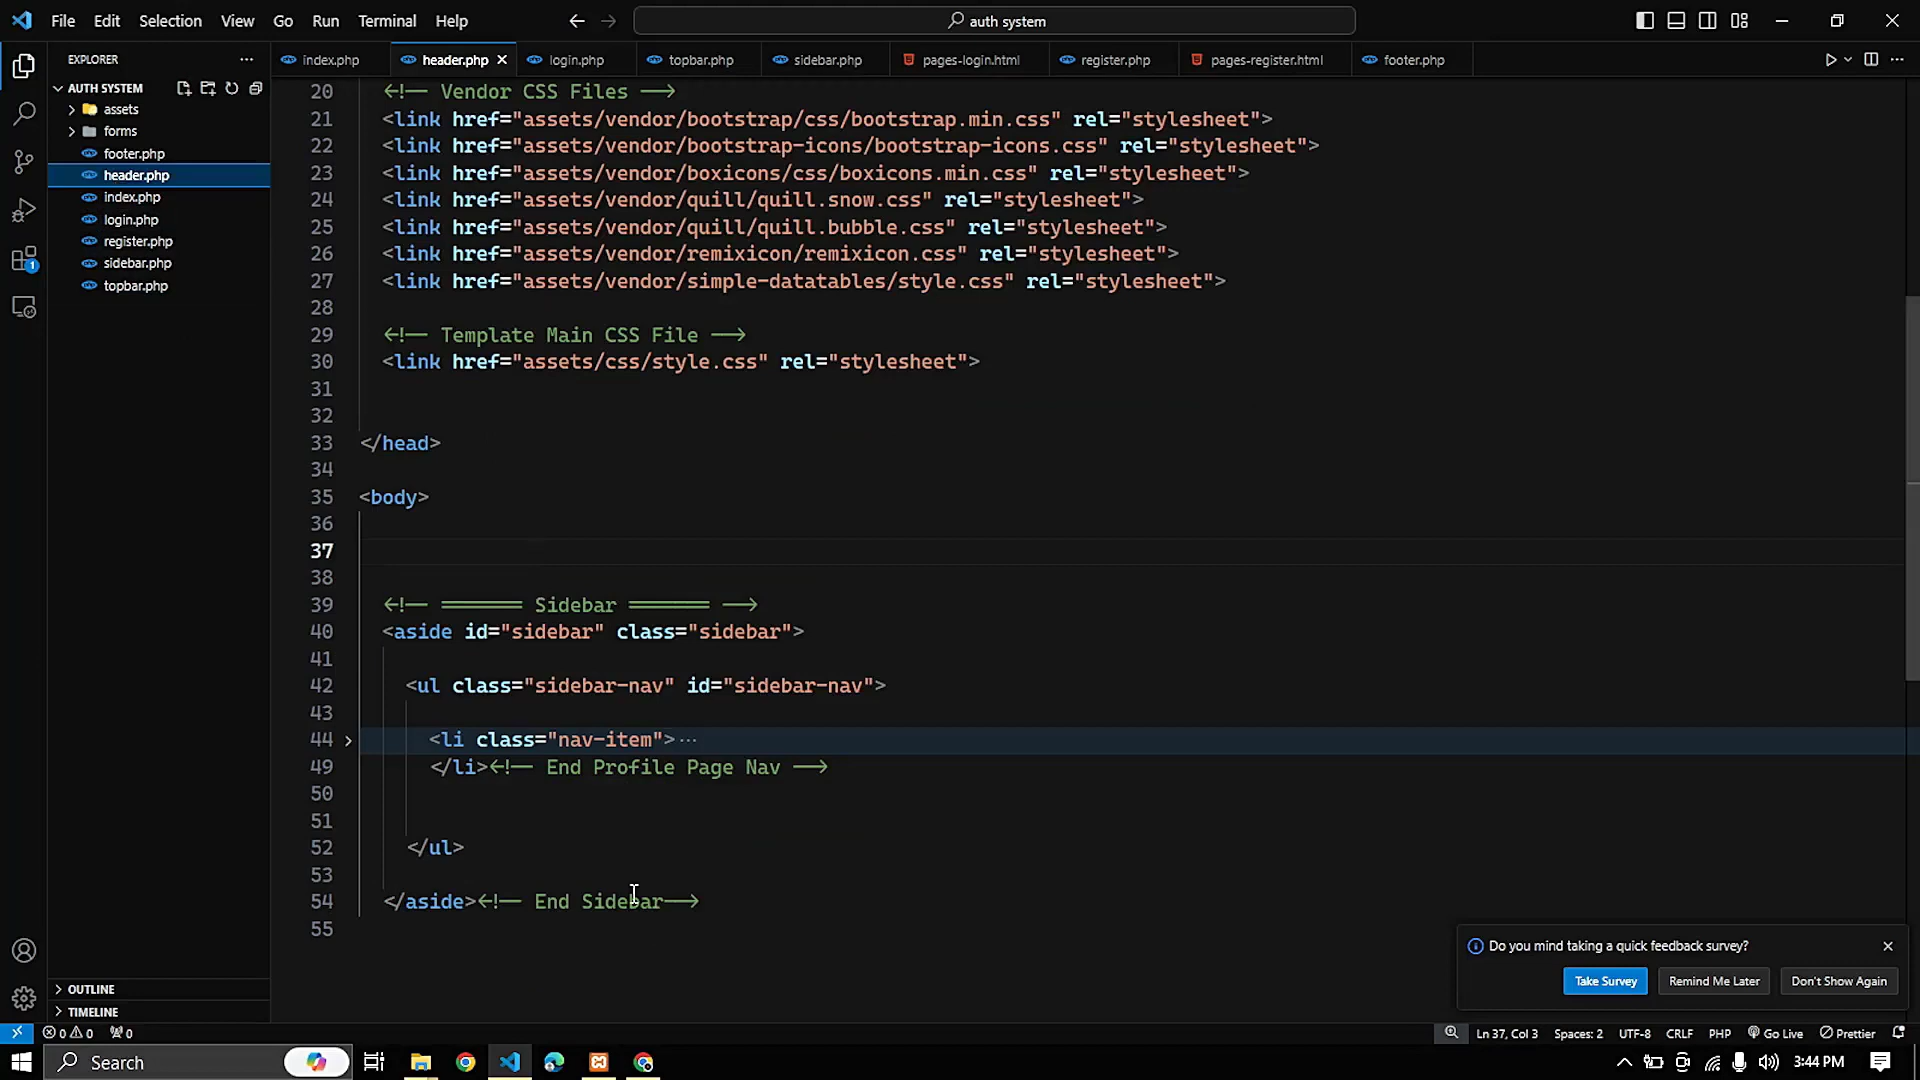 File Edit Selection View Go Run Terminal Help
auth system
EXPLORER
index.php header.php login.php topbar.php sidebar.php pages-login.html register.php pages-register.html footer.php
AUTH SYSTEM
assets
forms
footer.php
header.php
index.php
login.php
register.php
sidebar.php
topbar.php
OUTLINE
TIMELINE
20 <!-- Vendor CSS Files -->
21 <link href="assets/vendor/bootstrap/css/bootstrap.min.css" rel="stylesheet">
22 <link href="assets/vendor/bootstrap-icons/bootstrap-icons.css" rel="stylesheet">
23 <link href="assets/vendor/boxicons/css/boxicons.min.css" rel="stylesheet">
24 <link href="assets/vendor/quill/quill.snow.css" rel="stylesheet">
25 <link href="assets/vendor/quill/quill.bubble.css" rel="stylesheet">
26 <link href="assets/vendor/remixicon/remixicon.css" rel="stylesheet">
27 <link href="assets/vendor/simple-datatables/style.css" rel="stylesheet">
28
29 <!-- Template Main CSS File -->
30 <link href="assets/css/style.css" rel="stylesheet">
31
32
33 </head>
34
35 <body>
36
37
38
39 <!-- ======= Sidebar ======= -->
40 <aside id="sidebar" class="sidebar">
41
42 <ul class="sidebar-nav" id="sidebar-nav">
43
44 <li class="nav-item">···
49 </li><!-- End Profile Page Nav -->
50
51
52 </ul>
53
54 </aside><!-- End Sidebar-->
55
Do you mind taking a quick feedback survey?
Take Survey Remind Me Later Don't Show Again
0 0 0 Ln 37, Col 3 Spaces: 2 UTF-8 CRLF PHP Go Live Prettier
Search 3:44 PM
1